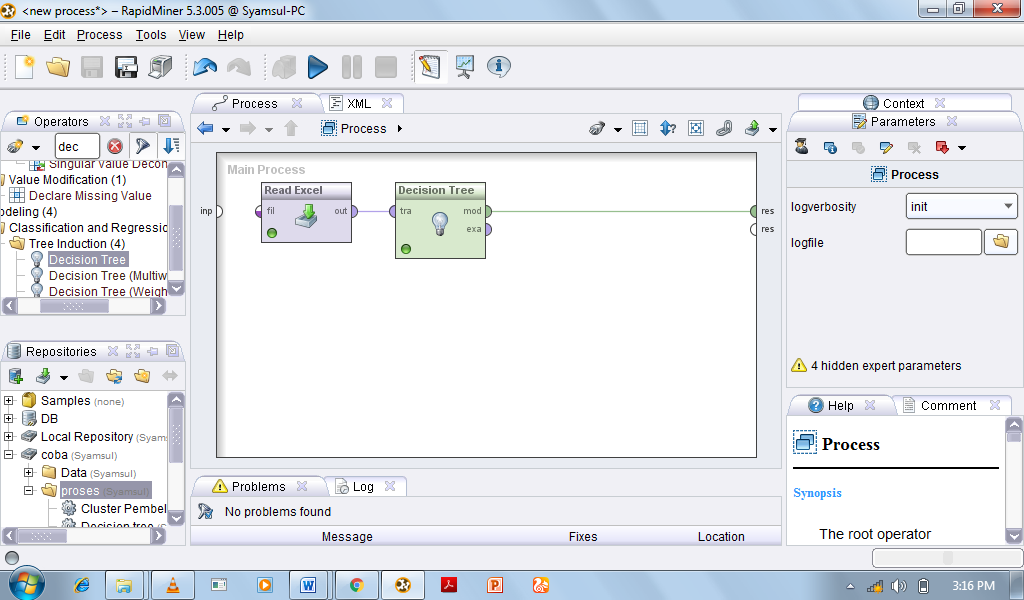 <new process*> – RapidMiner 5.3.005 @ Syamsul-PC
File Edit Process Tools View Help
Operators
dec
Singular Value Decon
Value Modification (1)
Declare Missing Value
odeling (4)
Classification and Regressic
Tree Induction (4)
Decision Tree
Decision Tree (Multiw
Decision Tree (Weigh
Repositories
Samples (none)
DB
Local Repository (Syam
coba (Syamsul)
Data (Syamsul)
proses (Syamsul)
Cluster Pembel
Decision tree (S
Process
XML
Process
Main Process
inp
Read Excel
fil out
Decision Tree
tra mod
exa
res
res
Problems
Log
No problems found
Message Fixes Location
Context
Parameters
Process
logverbosity init
logfile
4 hidden expert parameters
Help
Comment
Process
Synopsis
The root operator
3:16 PM